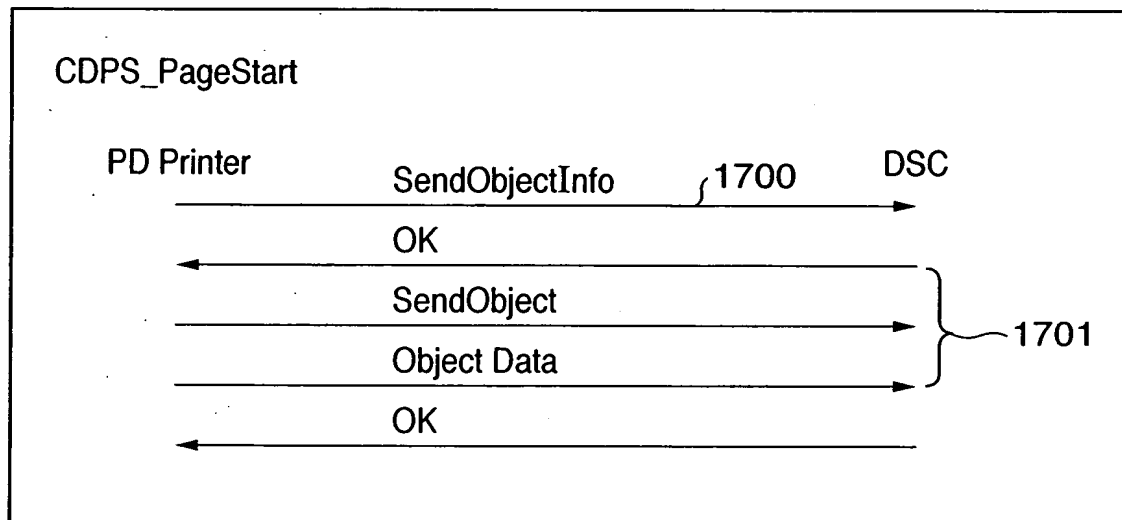 CDPS_PageStart
PD Printer
DSC
SendObjectInfo
1700
OK
SendObject
1701
Object Data
OK